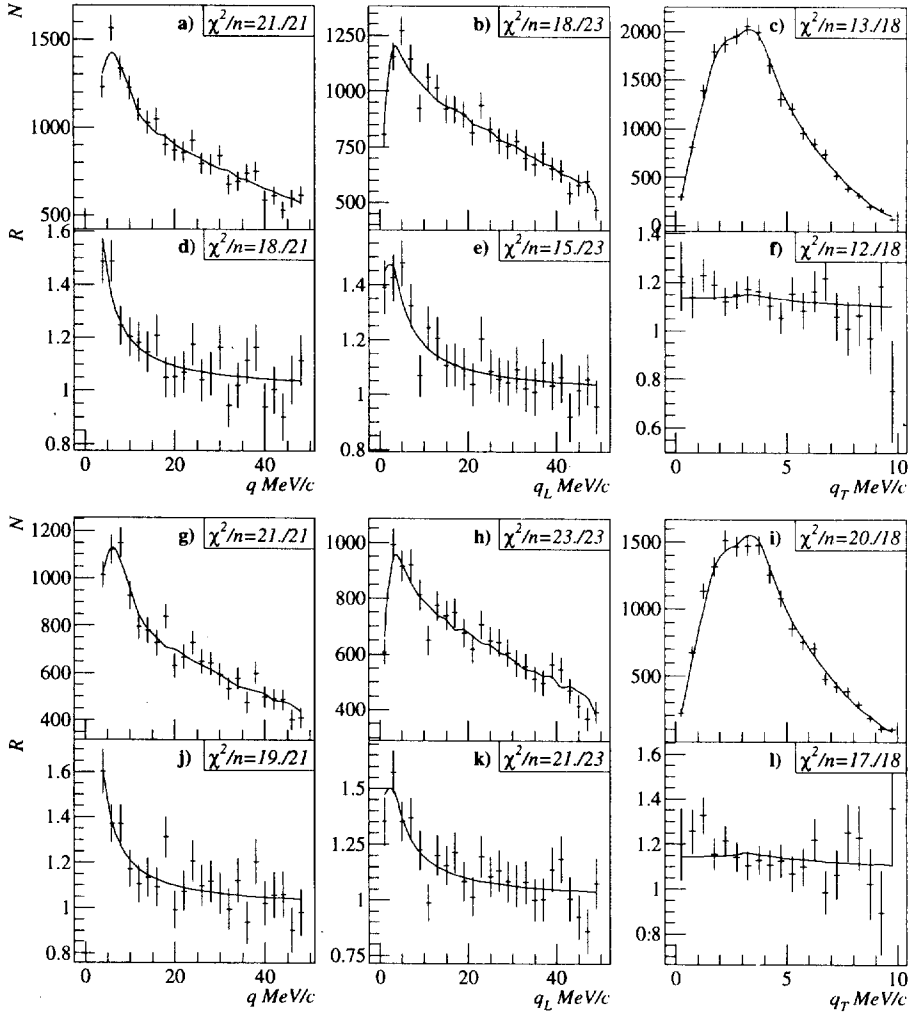 N
a) χ²/n=21./21
1500
1000
500
b) χ²/n=18./23
1250
1000
750
500
c) χ²/n=13./18
2000
1500
1000
500
0
R
d) χ²/n=18./21
1.6
1.4
1.2
1
0.8
0 20 40
q MeV/c
e) χ²/n=15./23
1.4
1.2
1
0.8
0 20 40
q_L MeV/c
f) χ²/n=12./18
1.4
1.2
1
0.8
0.6
0 5 10
q_T MeV/c
N
g) χ²/n=21./21
1200
1000
800
600
400
h) χ²/n=23./23
1000
800
600
400
i) χ²/n=20./18
1500
1000
500
0
R
j) χ²/n=19./21
1.6
1.4
1.2
1
0.8
0 20 40
q MeV/c
k) χ²/n=21./23
1.5
1.25
1
0.75
0 20 40
q_L MeV/c
l) χ²/n=17./18
1.6
1.4
1.2
1
0.8
0 5 10
q_T MeV/c